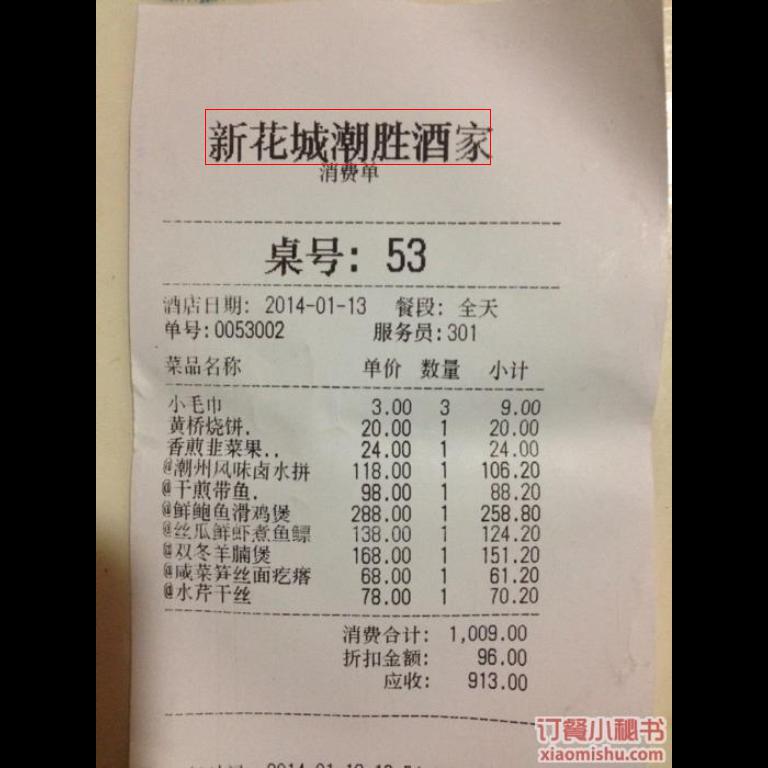 新花城潮胜酒家
消费单
桌号: 53
酒店日期: 2014-01-13 餐段: 全天
单号:0053002 服务员:301
菜品名称 单价 数量 小计
小毛巾 3.00 3 9.00
黄桥烧饼. 20.00 1 20.00
香煎韭菜果.. 24.00 1 24.00
@潮州风味卤水拼 118.00 1 106.20
@干煎带鱼. 98.00 1 88.20
@鲜鲍鱼滑鸡煲 288.00 1 258.80
@丝瓜鲜虾煮鱼鳔 138.00 1 124.20
@双冬羊腩煲 168.00 1 151.20
@咸菜笋丝面疙瘩 68.00 1 61.20
@水芹干丝 78.00 1 70.20
消费合计: 1,009.00
折扣金额: 96.00
应收: 913.00
订餐小秘书
xiaomishu.com